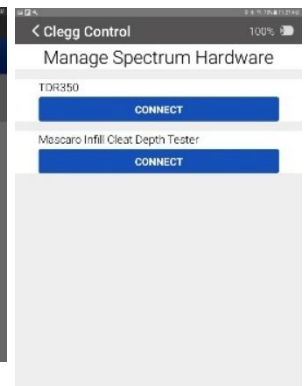 < Clegg Control 100%
Manage Spectrum Hardware
TDR350
CONNECT
Mascaro Infill Cleat Depth Tester
CONNECT